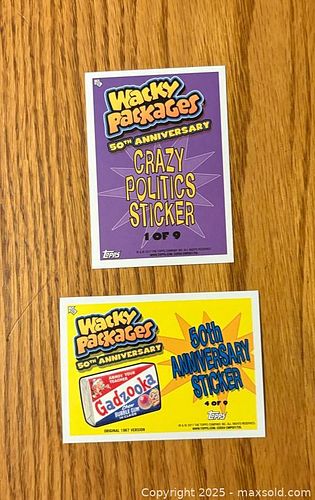 Wacky
Packages
50TH ANNIVERSARY
CRAZY
POLITICS
STICKER
1 OF 9
Topps
Wacky
Packages
50TH ANNIVERSARY
Gadzooka
BUBBLE GUM
ORIGINAL 1967 VERSION
50th
ANNIVERSARY
STICKER
4 OF 9
Topps
Copyright © 2025 - maxsold.com